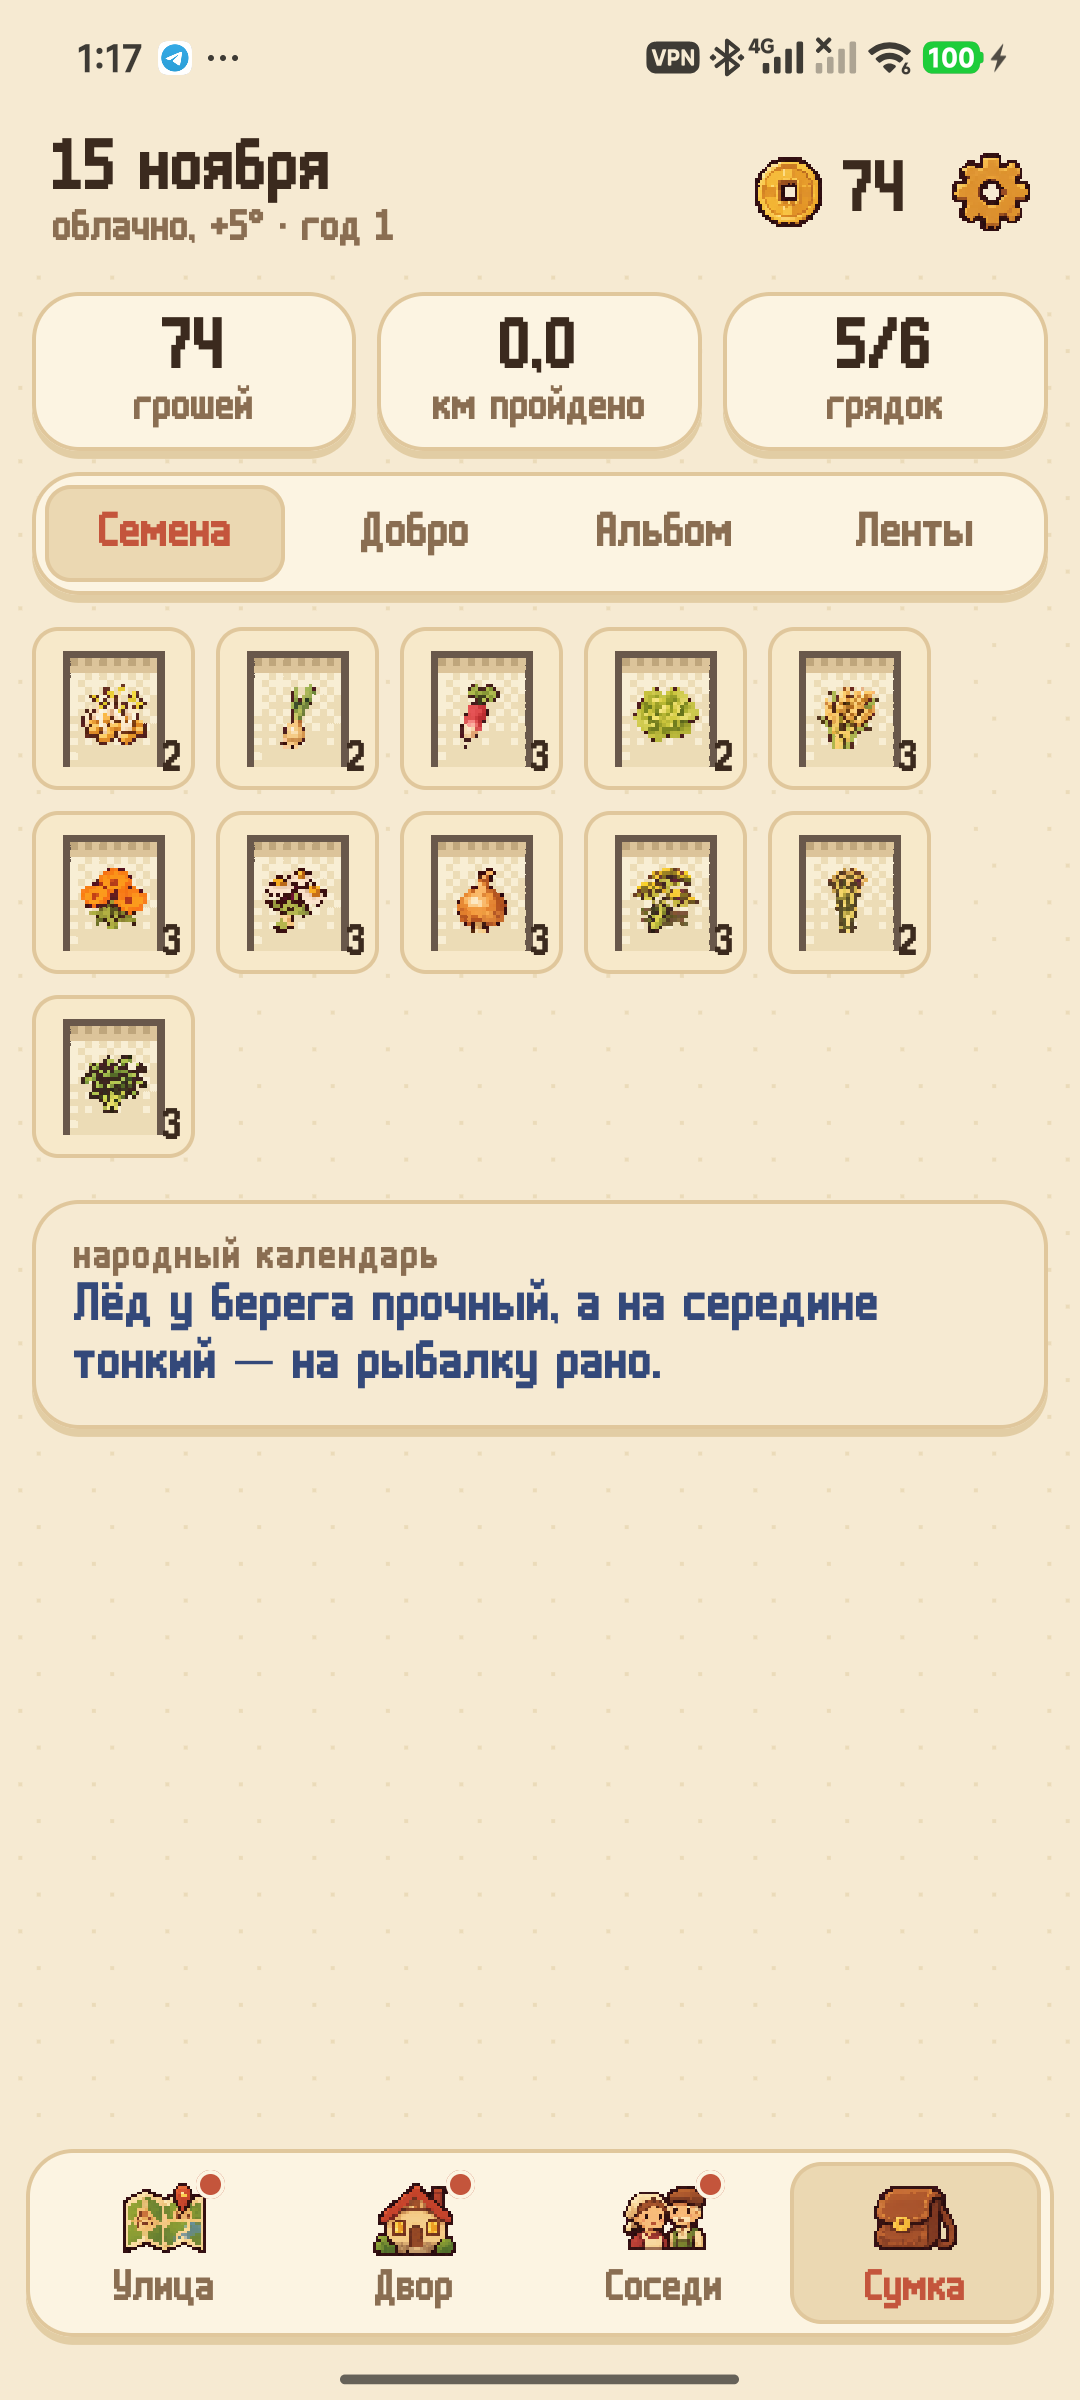 1:17
VPN
4G
6
100
15 ноября
облачно, +5° · год 1
74
74
грошей
0,0
км пройдено
5/6
грядок
Семена
Добро
Альбом
Ленты
2
2
3
2
3
3
3
3
3
2
3
народный календарь
Лёд у берега прочный, а на середине
тонкий — на рыбалку рано.
Улица
Двор
Соседи
Сумка